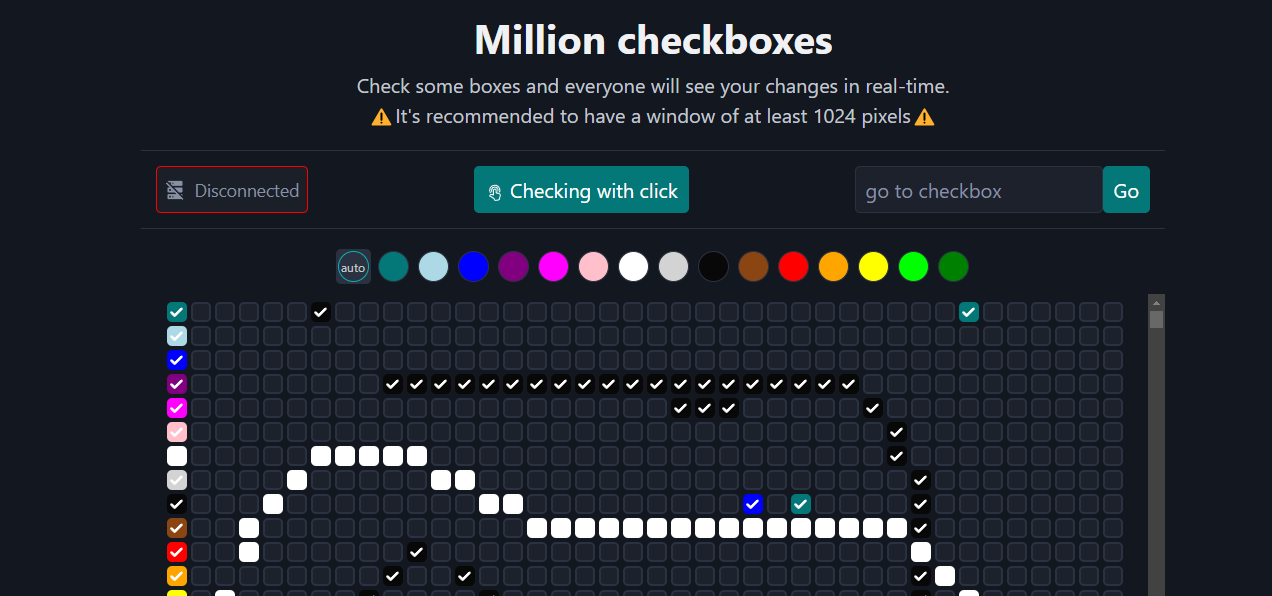 Million checkboxes
Check some boxes and everyone will see your changes in real-time.
⚠️It's recommended to have a window of at least 1024 pixels⚠️
Disconnected
Checking with click
go to checkbox
Go
auto